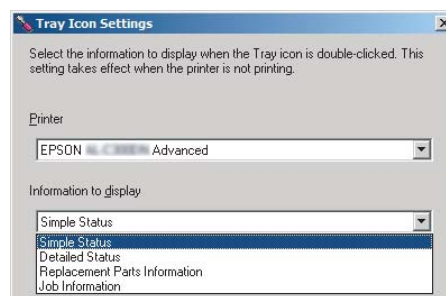 Tray Icon Settings
Select the information to display when the Tray icon is double-clicked. This
setting takes effect when the printer is not printing.
Printer
EPSON Advanced
Information to display
Simple Status
Simple Status
Detailed Status
Replacement Parts Information
Job Information